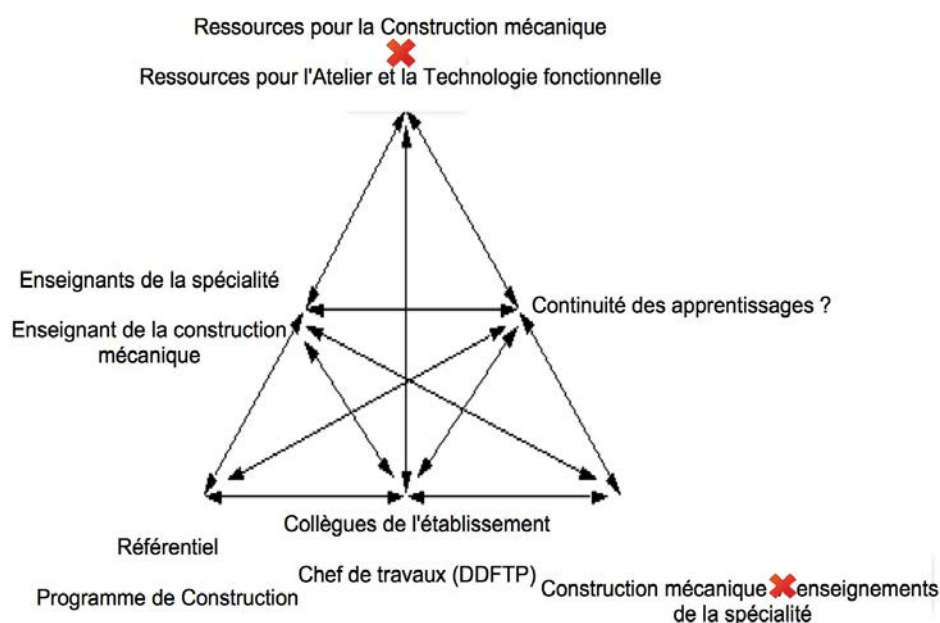 Ressources pour la Construction mécanique
Ressources pour l'Atelier et la Technologie fonctionnelle
Enseignants de la spécialité
Enseignant de la construction
mécanique
Continuité des apprentissages ?
Collègues de l'établissement
Référentiel
Chef de travaux (DDFTP)
Programme de Construction
Construction mécanique enseignements
de la spécialité